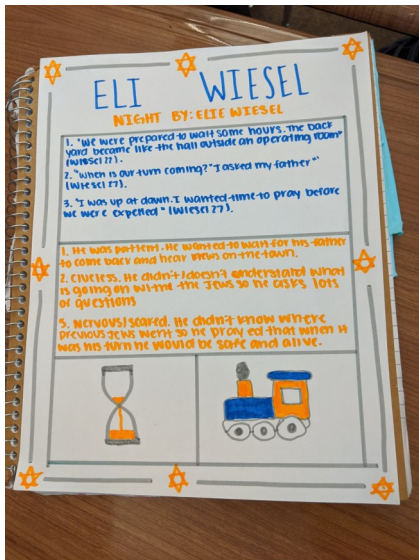 ELI WIESEL
NIGHT BY: ELIE WIESEL
1. "We were prepared to wait some hours. The back
yard became like the hall outside an operating room"
(Wiesel
2. "When is our turn coming?" I asked my father"
(Wiesel 27).
3. "I was up at dawn. I wanted time to pray before
we were expelled" (Wiesel 27).
1. He was patient. He wanted to wait for his father
to come back and hear news on the town.
2. Clueless. He didn't/doesn't understand what
is going on with the Jews so he asks lots
of questions
3. Nervous/scared. He didn't know where
previous Jews went so he prayed that when it
was his turn he would be safe and alive.